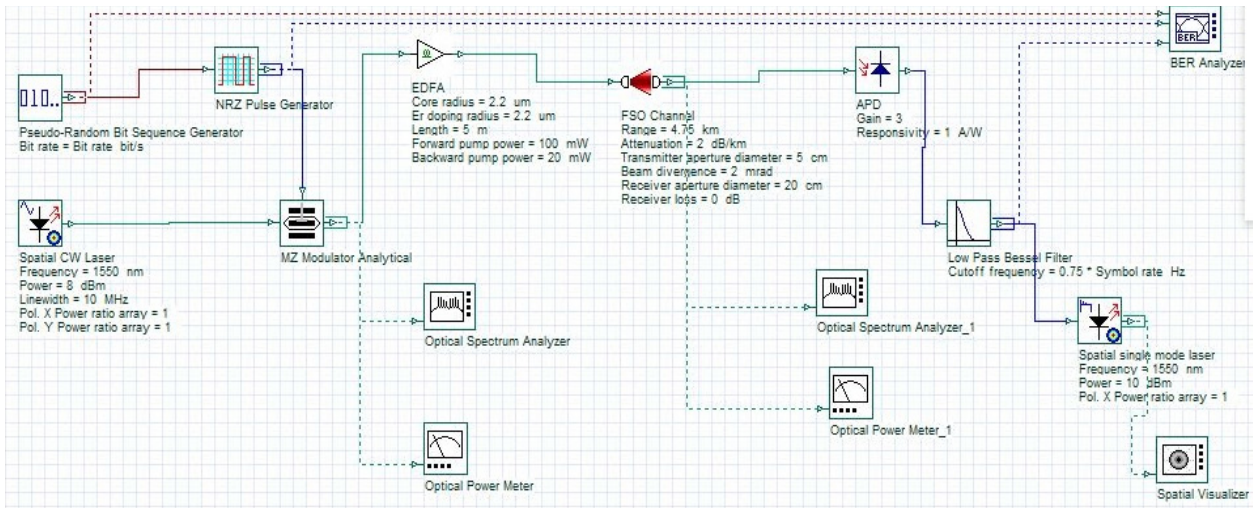 BER
BER Analyzer
010..
NRZ Pulse Generator
Pseudo-Random Bit Sequence Generator
Bit rate = Bit rate bit/s
EDFA
Core radius = 2.2 um
Er doping radius = 2.2 um
Length = 5 m
Forward pump power = 100 mW
Backward pump power = 20 mW
FSO Channel
Range = 4.75 km
Attenuation = 2 dB/km
Transmitter aperture diameter = 5 cm
Beam divergence = 2 mrad
Receiver aperture diameter = 20 cm
Receiver loss = 0 dB
APD
Gain = 3
Responsivity = 1 A/W
Spatial CW Laser
Frequency = 1550 nm
Power = 8 dBm
Linewidth = 10 MHz
Pol. X Power ratio array = 1
Pol. Y Power ratio array = 1
MZ Modulator Analytical
Low Pass Bessel Filter
Cutoff frequency = 0.75 * Symbol rate Hz
Optical Spectrum Analyzer
Optical Spectrum Analyzer_1
Spatial single mode laser
Frequency = 1550 nm
Power = 10 dBm
Pol. X Power ratio array = 1
Optical Power Meter_1
Optical Power Meter
Spatial Visualizer